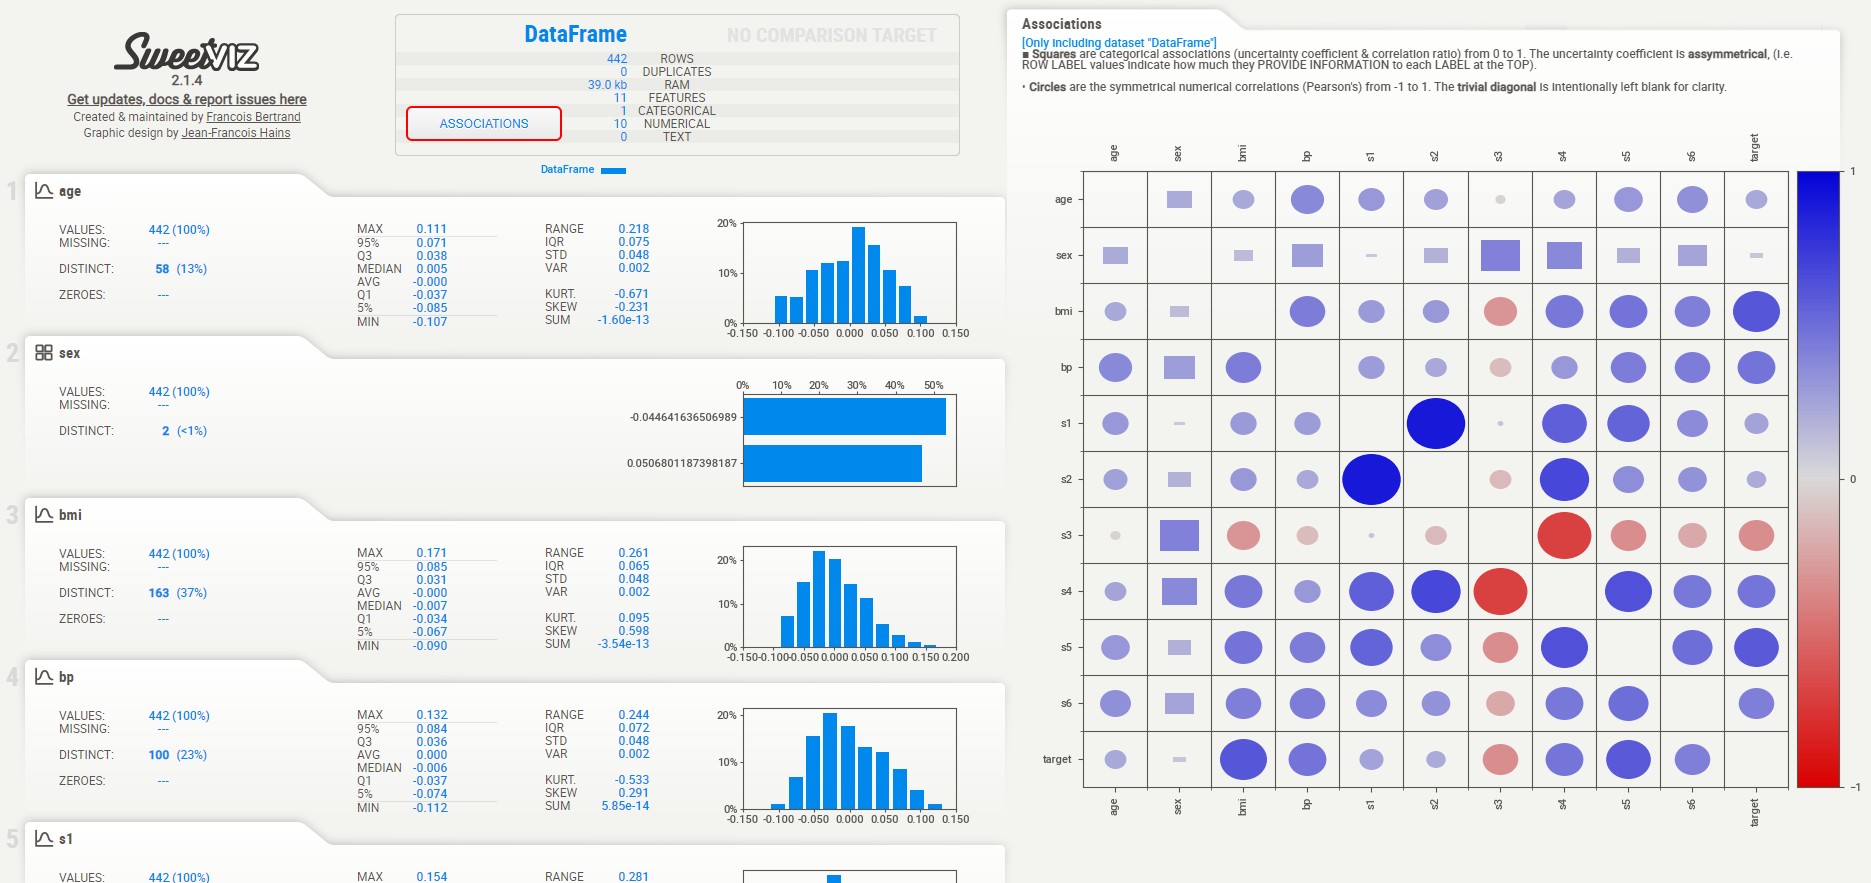 SweetVIZ
2.1.4
Get updates, docs & report issues here
Created & maintained by Francois Bertrand
Graphic design by Jean-Francois Hains
DataFrame NO COMPARISON TARGET
442 ROWS
0 DUPLICATES
39.0 kb RAM
11 FEATURES
1 CATEGORICAL
10 NUMERICAL
0 TEXT
ASSOCIATIONS
DataFrame
1 age
VALUES: 442 (100%)
MISSING: ---
DISTINCT: 58 (13%)
ZEROES: ---
MAX 0.111
95% 0.071
Q3 0.038
MEDIAN 0.005
AVG -0.000
Q1 -0.037
5% -0.085
MIN -0.107
RANGE 0.218
IQR 0.075
STD 0.048
VAR 0.002
KURT. -0.671
SKEW -0.231
SUM -1.60e-13
20%
10%
0%
-0.150 -0.100 -0.050 0.000 0.050 0.100 0.150
2 sex
VALUES: 442 (100%)
MISSING: ---
DISTINCT: 2 (<1%)
0% 10% 20% 30% 40% 50%
-0.044641636506989
0.0506801187398187
3 bmi
VALUES: 442 (100%)
MISSING: ---
DISTINCT: 163 (37%)
ZEROES: ---
MAX 0.171
95% 0.085
Q3 0.031
AVG -0.000
MEDIAN -0.007
Q1 -0.034
5% -0.067
MIN -0.090
RANGE 0.261
IQR 0.065
STD 0.048
VAR 0.002
KURT. 0.095
SKEW 0.598
SUM -3.54e-13
20%
10%
0%
-0.150 -0.100 -0.050 0.000 0.050 0.100 0.150 0.200
4 bp
VALUES: 442 (100%)
MISSING: ---
DISTINCT: 100 (23%)
ZEROES: ---
MAX 0.132
95% 0.084
Q3 0.036
AVG 0.000
MEDIAN -0.006
Q1 -0.037
5% -0.074
MIN -0.112
RANGE 0.244
IQR 0.072
STD 0.048
VAR 0.002
KURT. -0.533
SKEW 0.291
SUM 5.85e-14
20%
10%
0%
-0.150 -0.100 -0.050 0.000 0.050 0.100 0.150
5 s1
VALUES: 442 (100%)
MAX 0.154
RANGE 0.281
Associations
[Only including dataset "DataFrame"]
■ Squares are categorical associations (uncertainty coefficient & correlation ratio) from 0 to 1. The uncertainty coefficient is assymmetrical, (i.e.
ROW LABEL values indicate how much they PROVIDE INFORMATION to each LABEL at the TOP).
• Circles are the symmetrical numerical correlations (Pearson's) from -1 to 1. The trivial diagonal is intentionally left blank for clarity.
age sex bmi bp s1 s2 s3 s4 s5 s6 target
age
sex
bmi
bp
s1
s2
s3
s4
s5
s6
target
age sex bmi bp s1 s2 s3 s4 s5 s6 target
1
0
−1